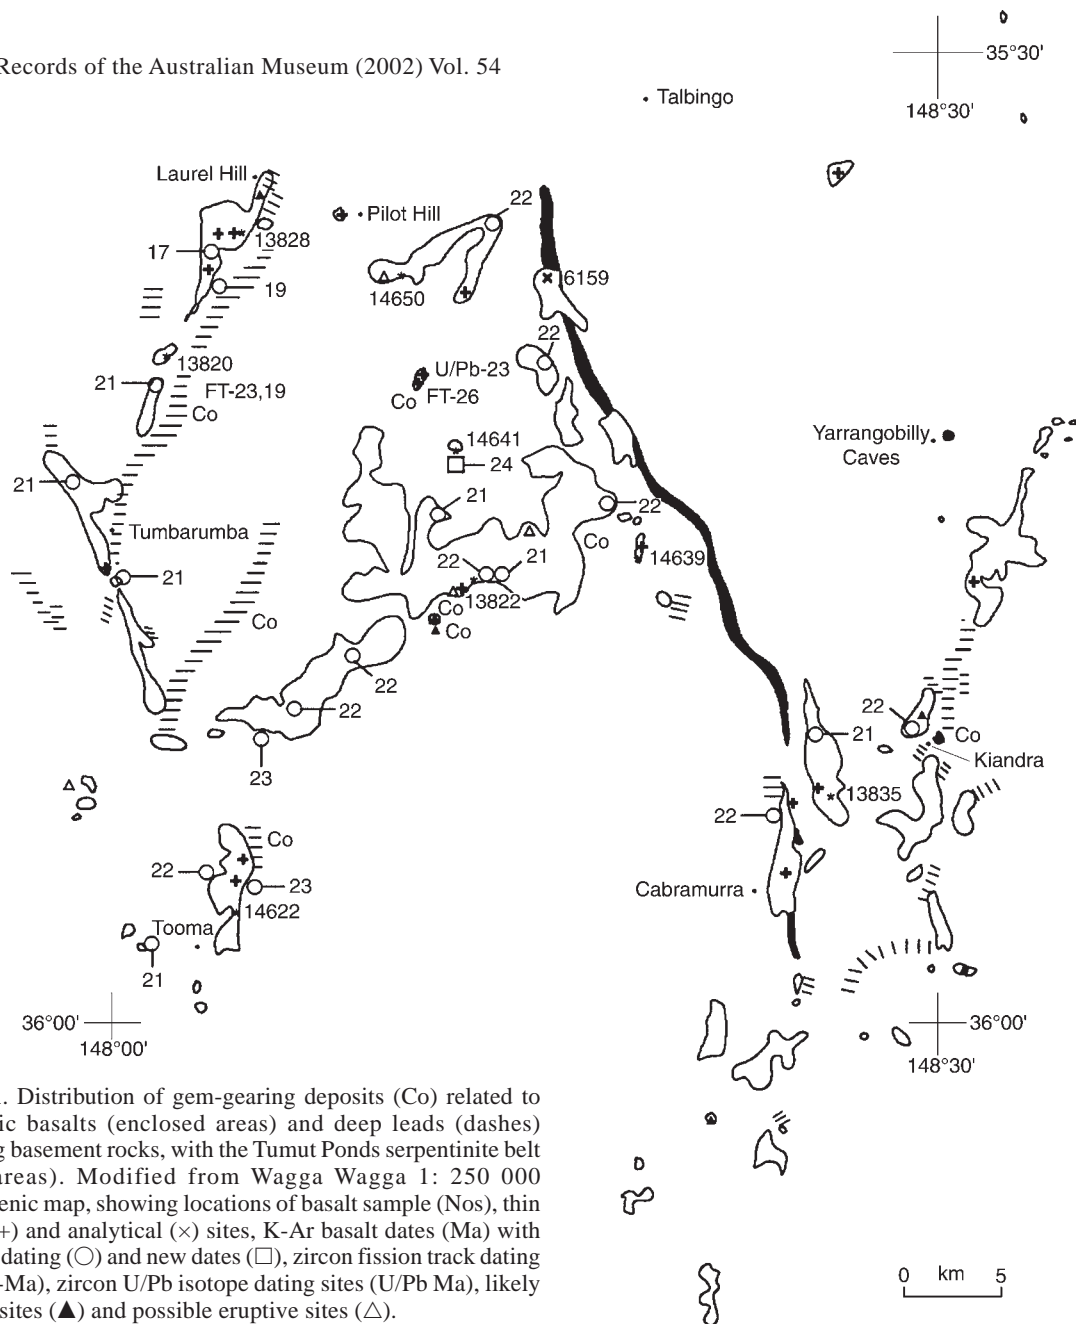 Records of the Australian Museum (2002) Vol. 54
35°30'
148°30'
Talbingo
Laurel Hill
Pilot Hill
22
13828
17
19
14650
6159
22
13820
21
FT-23,19
Co
U/Pb-23
Co FT-26
14641
24
Yarrangobilly
Caves
21
21
22
Tumbarumba
Co
14639
22
21
21
13822
Co
Co
Co
22
22
22
21
Co
Kiandra
23
13835
22
Co
22
23
Cabramurra
14622
Tooma
21
36°00'
148°00'
36°00'
148°30'
. Distribution of gem-gearing deposits (Co) related to
ic basalts (enclosed areas) and deep leads (dashes)
g basement rocks, with the Tumut Ponds serpentinite belt
areas). Modified from Wagga Wagga 1: 250 000
enic map, showing locations of basalt sample (Nos), thin
+) and analytical (×) sites, K-Ar basalt dates (Ma) with
dating (○) and new dates (□), zircon fission track dating
-Ma), zircon U/Pb isotope dating sites (U/Pb Ma), likely
sites (▲) and possible eruptive sites (△).
0 km 5